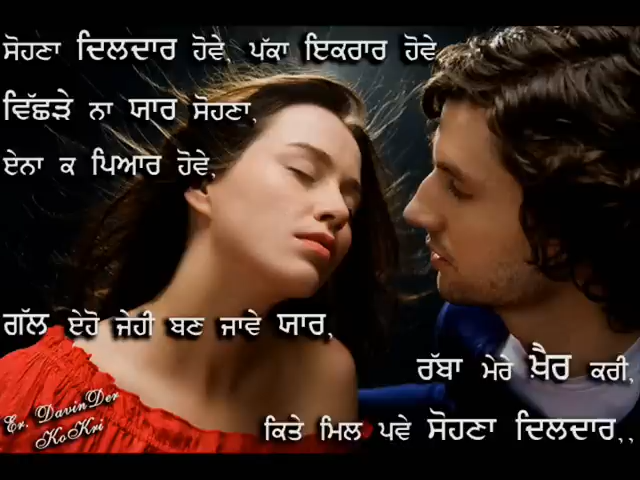 ਸੋਹਣਾ ਦਿਲਦਾਰ ਹੋਵੇ, ਪੱਕਾ ਇਕਰਾਰ ਹੋਵੇ
ਵਿੱਛੜੇ ਨਾ ਯਾਰ ਸੋਹਣਾ,
ਏਨਾ ਕ ਪਿਆਰ ਹੋਵੇ,
ਗੱਲ ਏਹੋ ਜੇਹੀ ਬਣ ਜਾਵੇ ਯਾਰ,
ਰੱਬਾ ਮੇਰੇ ਖ਼ੈਰ ਕਰੀ,
ਕਿਤੇ ਮਿਲ ਪਵੇ ਸੋਹਣਾ ਦਿਲਦਾਰ,,
Er. DavinDer
KoKri